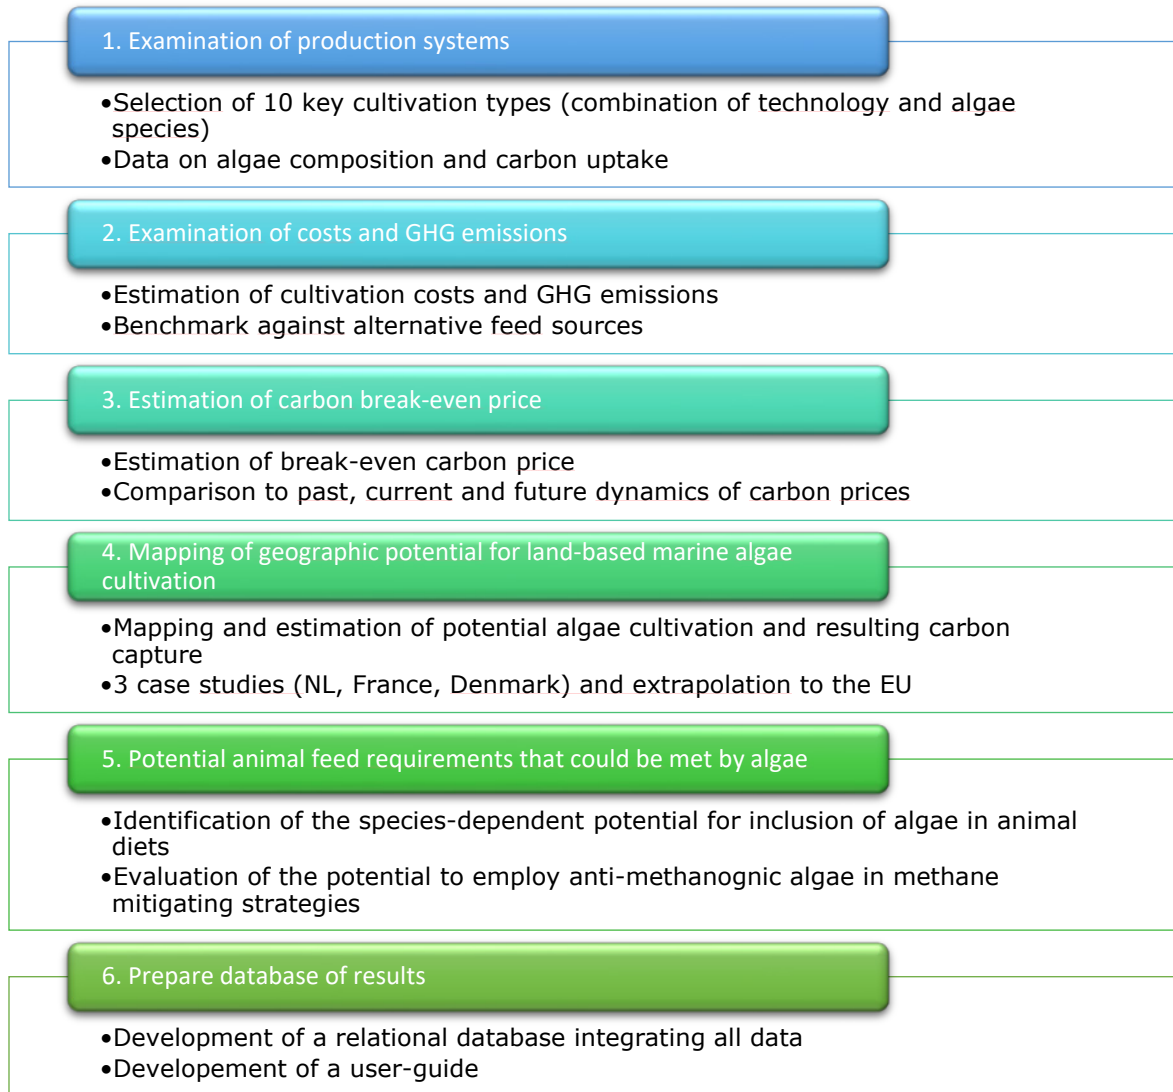 1. Examination of production systems
•Selection of 10 key cultivation types (combination of technology and algae
species)
•Data on algae composition and carbon uptake
2. Examination of costs and GHG emissions
•Estimation of cultivation costs and GHG emissions
•Benchmark against alternative feed sources
3. Estimation of carbon break-even price
•Estimation of break-even carbon price
•Comparison to past, current and future dynamics of carbon prices
4. Mapping of geographic potential for land-based marine algae
cultivation
•Mapping and estimation of potential algae cultivation and resulting carbon
capture
•3 case studies (NL, France, Denmark) and extrapolation to the EU
5. Potential animal feed requirements that could be met by algae
•Identification of the species-dependent potential for inclusion of algae in animal
diets
•Evaluation of the potential to employ anti-methanognic algae in methane
mitigating strategies
6. Prepare database of results
•Development of a relational database integrating all data
•Developement of a user-guide